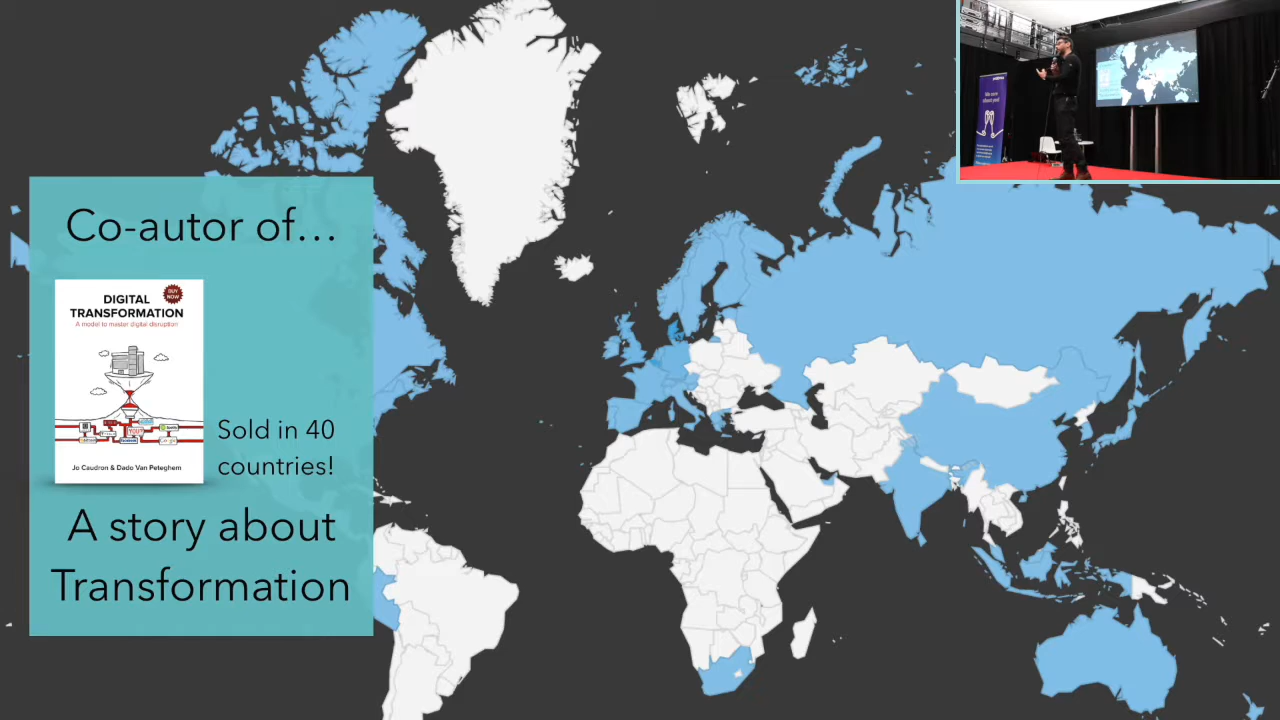 Co-autor of...
DIGITAL
TRANSFORMATION
BUY
NOW
A model to master digital disruption
YOU
Jo Caudron & Dado Van Peteghem
Sold in 40
countries!
A story about
Transformation